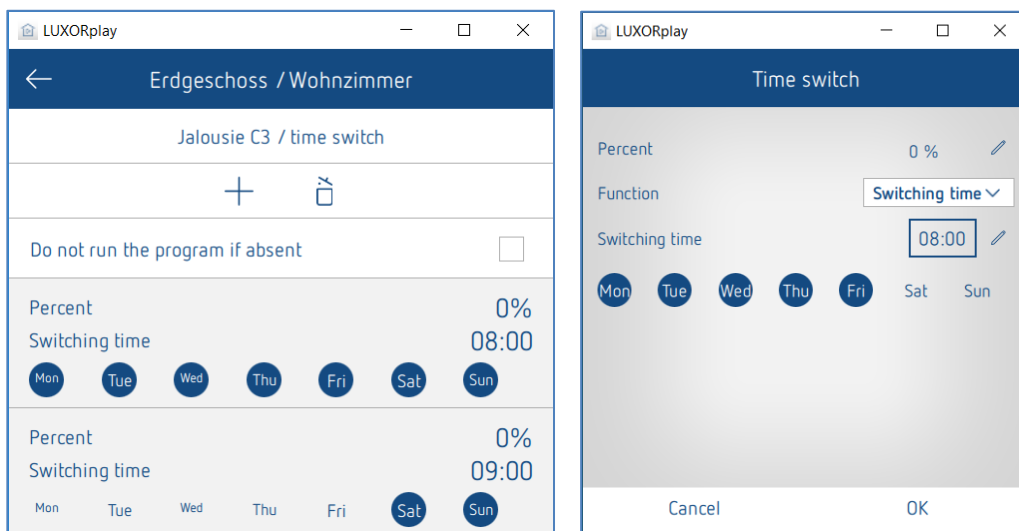 LUXORplay
Erdgeschoss / Wohnzimmer
Jalousie C3 / time switch
Do not run the program if absent
Percent 0%
Switching time 08:00
Mon Tue Wed Thu Fri Sat Sun
Percent 0%
Switching time 09:00
Mon Tue Wed Thu Fri Sat Sun
LUXORplay
Time switch
Percent 0 %
Function Switching time
Switching time 08:00
Mon Tue Wed Thu Fri Sat Sun
Cancel OK